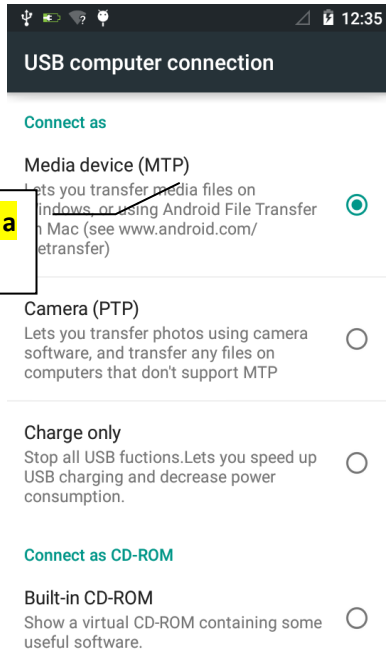 12:35
USB computer connection
Connect as
Media device (MTP)
Lets you transfer media files on
Windows, or using Android File Transfer
a
Mac (see www.android.com/
etransfer)
Camera (PTP)
Lets you transfer photos using camera
software, and transfer any files on
computers that don't support MTP
Charge only
Stop all USB fuctions.Lets you speed up
USB charging and decrease power
consumption.
Connect as CD-ROM
Built-in CD-ROM
Show a virtual CD-ROM containing some
useful software.